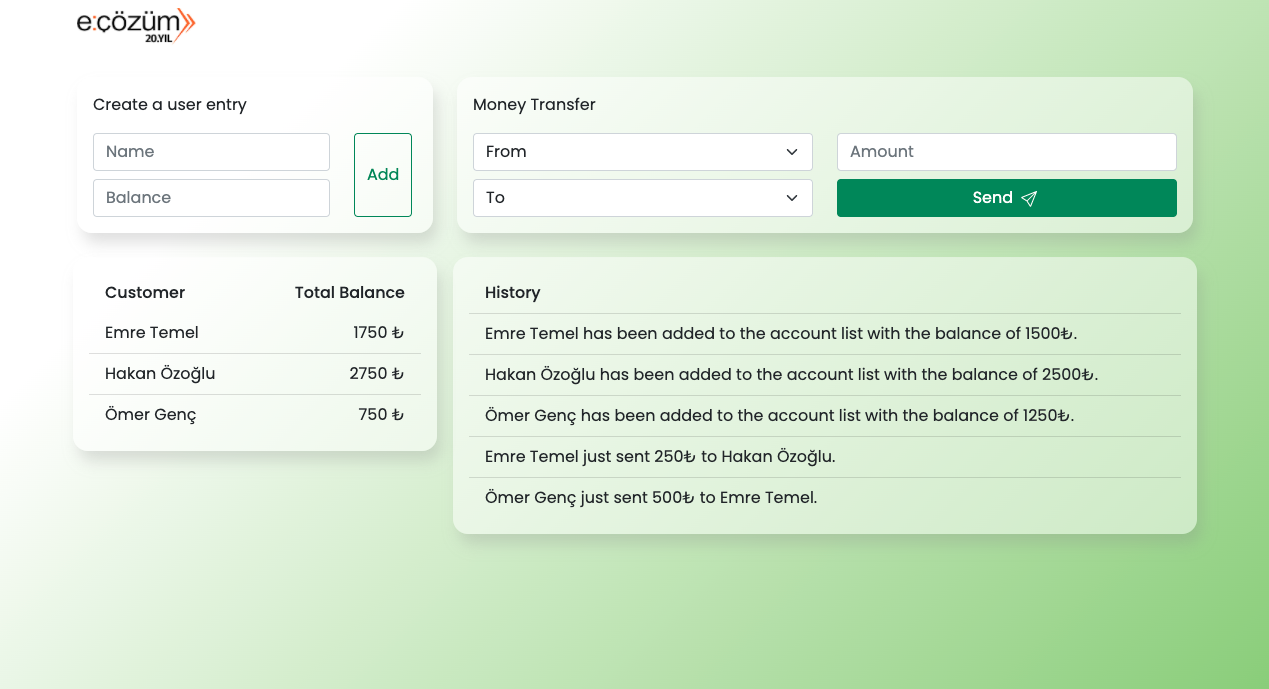 e:çözüm
20.YIL
Create a user entry
Name
Balance
Add
Money Transfer
From
To
Amount
Send
Customer Total Balance
Emre Temel 1750 ₺
Hakan Özoğlu 2750 ₺
Ömer Genç 750 ₺
History
Emre Temel has been added to the account list with the balance of 1500₺.
Hakan Özoğlu has been added to the account list with the balance of 2500₺.
Ömer Genç has been added to the account list with the balance of 1250₺.
Emre Temel just sent 250₺ to Hakan Özoğlu.
Ömer Genç just sent 500₺ to Emre Temel.